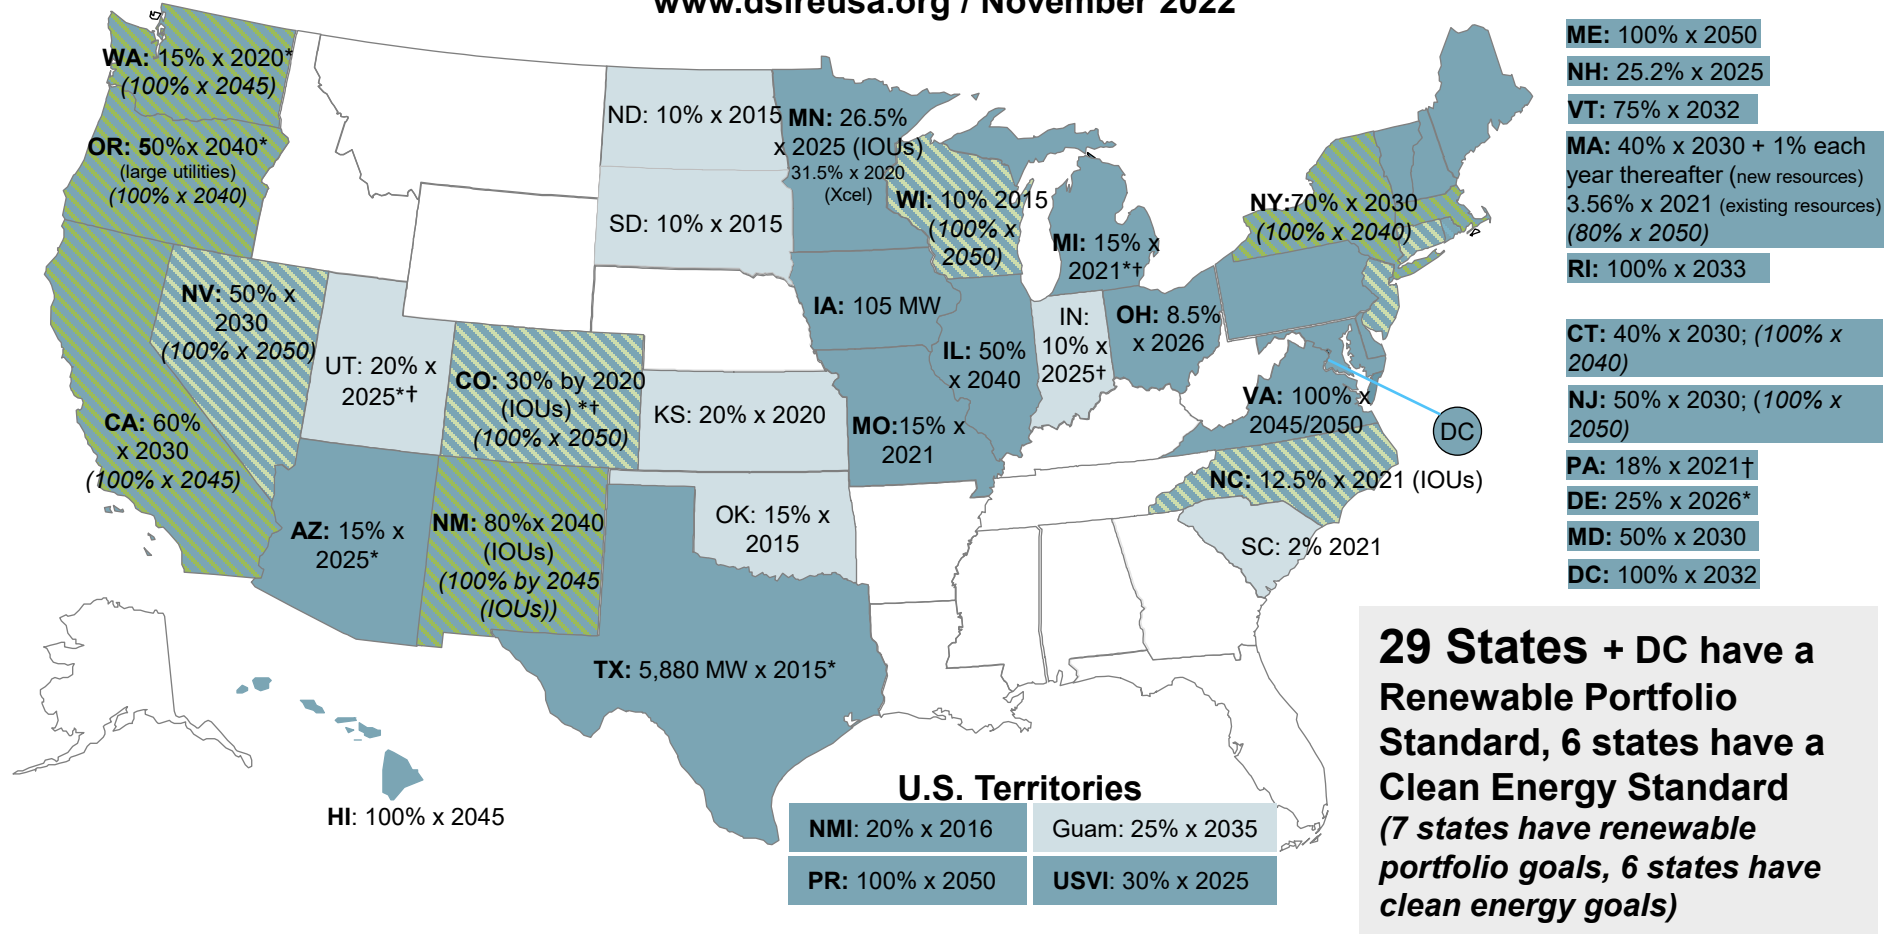 www.dsireusa.org / November 2022
WA: 15% x 2020*
(100% x 2045)
OR: 50%x 2040*
(large utilities)
(100% x 2040)
CA: 60%
x 2030
(100% x 2045)
NV: 50% x
2030
(100% x 2050)
UT: 20% x
2025*†
AZ: 15% x
2025*
CO: 30% by 2020
(IOUs) *†
(100% x 2050)
NM: 80%x 2040
(IOUs)
(100% by 2045
(IOUs))
ND: 10% x 2015
SD: 10% x 2015
KS: 20% x 2020
OK: 15% x
2015
TX: 5,880 MW x 2015*
MN: 26.5%
x 2025 (IOUs)
31.5% x 2020
(Xcel)
IA: 105 MW
MO:15% x
2021
WI: 10% 2015
(100% x
2050)
IL: 50%
x 2040
MI: 15% x
2021*†
IN:
10% x
2025†
OH: 8.5%
x 2026
NY:70% x 2030
(100% x 2040)
VA: 100% x
2045/2050
DC
NC: 12.5% x 2021 (IOUs)
SC: 2% 2021
HI: 100% x 2045
ME: 100% x 2050
NH: 25.2% x 2025
VT: 75% x 2032
MA: 40% x 2030 + 1% each
year thereafter (new resources)
3.56% x 2021 (existing resources)
(80% x 2050)
RI: 100% x 2033
CT: 40% x 2030; (100% x
2040)
NJ: 50% x 2030; (100% x
2050)
PA: 18% x 2021†
DE: 25% x 2026*
MD: 50% x 2030
DC: 100% x 2032
U.S. Territories
NMI: 20% x 2016
Guam: 25% x 2035
PR: 100% x 2050
USVI: 30% x 2025
29 States + DC have a
Renewable Portfolio
Standard, 6 states have a
Clean Energy Standard
(7 states have renewable
portfolio goals, 6 states have
clean energy goals)